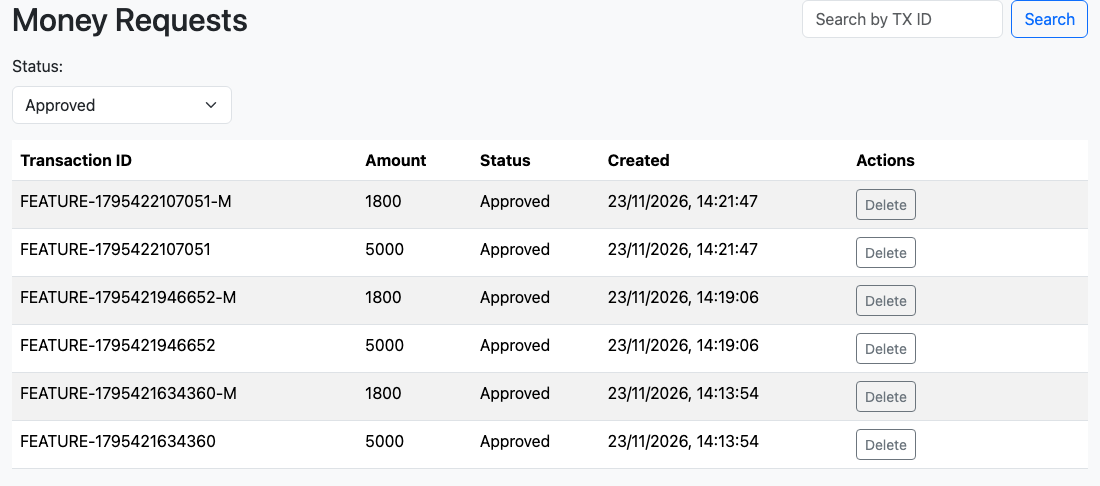 Money Requests
Search by TX ID
Search
Status:
Approved
Transaction ID Amount Status Created Actions
FEATURE-1795422107051-M 1800 Approved 23/11/2026, 14:21:47 Delete
FEATURE-1795422107051 5000 Approved 23/11/2026, 14:21:47 Delete
FEATURE-1795421946652-M 1800 Approved 23/11/2026, 14:19:06 Delete
FEATURE-1795421946652 5000 Approved 23/11/2026, 14:19:06 Delete
FEATURE-1795421634360-M 1800 Approved 23/11/2026, 14:13:54 Delete
FEATURE-1795421634360 5000 Approved 23/11/2026, 14:13:54 Delete